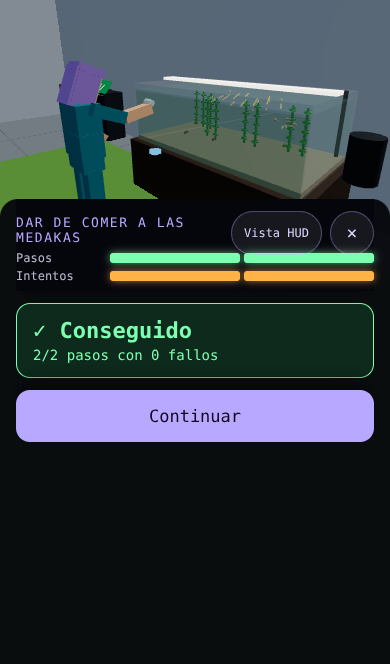 DAR DE COMER A LAS
MEDAKAS
Vista HUD
×
Pasos
Intentos
✓ Conseguido
2/2 pasos con 0 fallos
Continuar